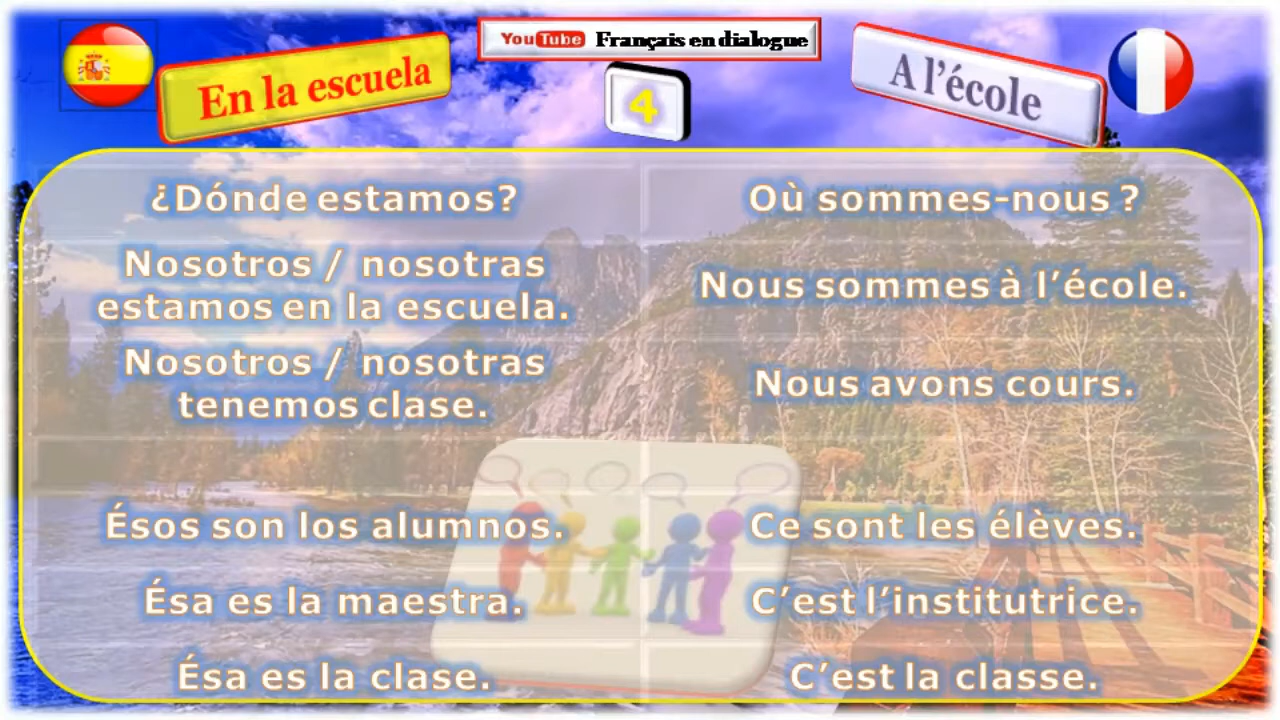 YouTube Français en dialogue
En la escuela
4
A l'école
¿Dónde estamos?
Où sommes-nous ?
Nosotros / nosotras
estamos en la escuela.
Nous sommes à l'école.
Nosotros / nosotras
tenemos clase.
Nous avons cours.
Ésos son los alumnos.
Ce sont les élèves.
Ésa es la maestra.
C'est l'institutrice.
Ésa es la clase.
C'est la classe.